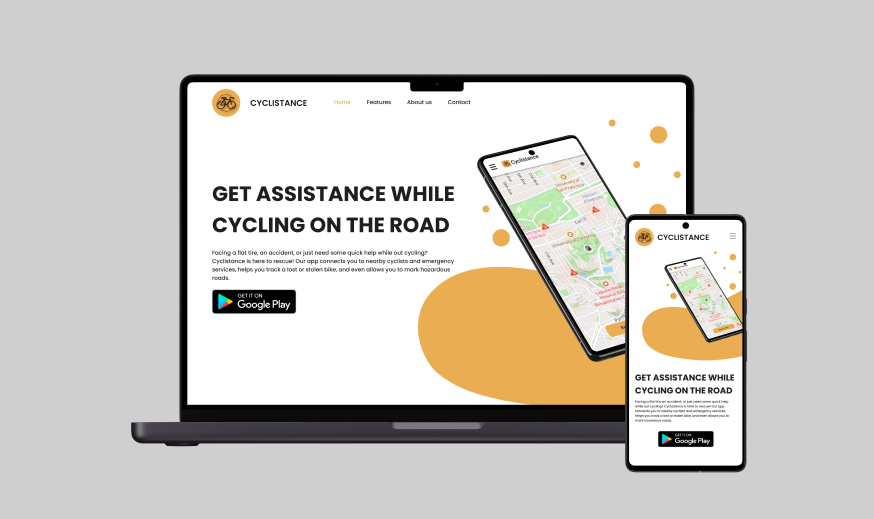 CYCLISTANCE
Home Features About us Contact
GET ASSISTANCE WHILE
CYCLING ON THE ROAD
Facing a flat tire, an accident, or just need some quick help while out cycling?
Cyclistance is here to rescue! Our app connects you to nearby cyclists and emergency
services, helps you track a lost or stolen bike, and even allows you to mark hazardous
roads.
GET IT ON
Google Play
Cyclistance
University of
San Francisco
CYCLISTANCE
GET ASSISTANCE WHILE
CYCLING ON THE ROAD
Facing a flat tire, an accident, or just need some quick help
while out cycling? Cyclistance is here to rescue! Our app
connects you to nearby cyclists and emergency services,
helps you track a lost or stolen bike, and even allows you to
mark hazardous roads.
GET IT ON
Google Play